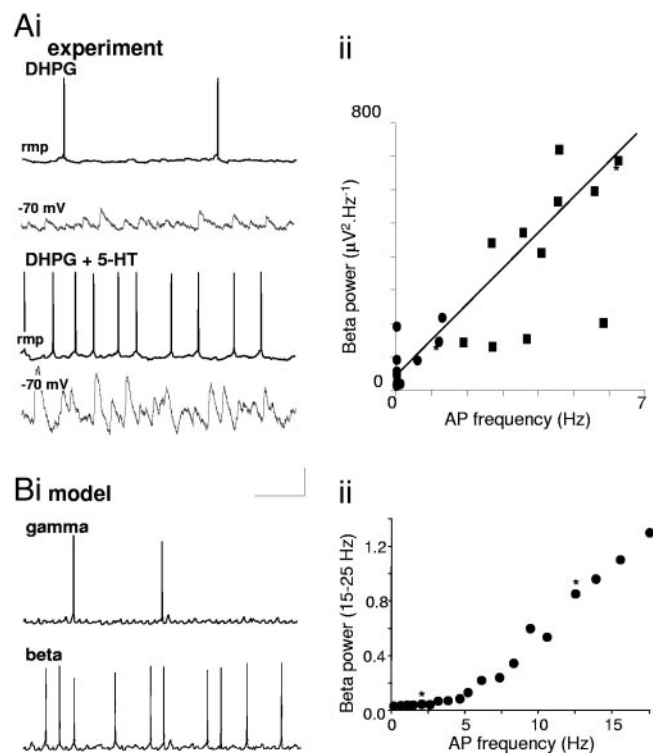 Ai
experiment
DHPG
rmp
-70 mV
DHPG + 5-HT
rmp
-70 mV
ii
800
Beta power (µV².Hz⁻¹)
*
*
0
0
7
AP frequency (Hz)
Bi model
gamma
beta
ii
Beta power (15-25 Hz)
1.2
0.8
0.4
0.0
*
*
0
5
10
15
AP frequency (Hz)